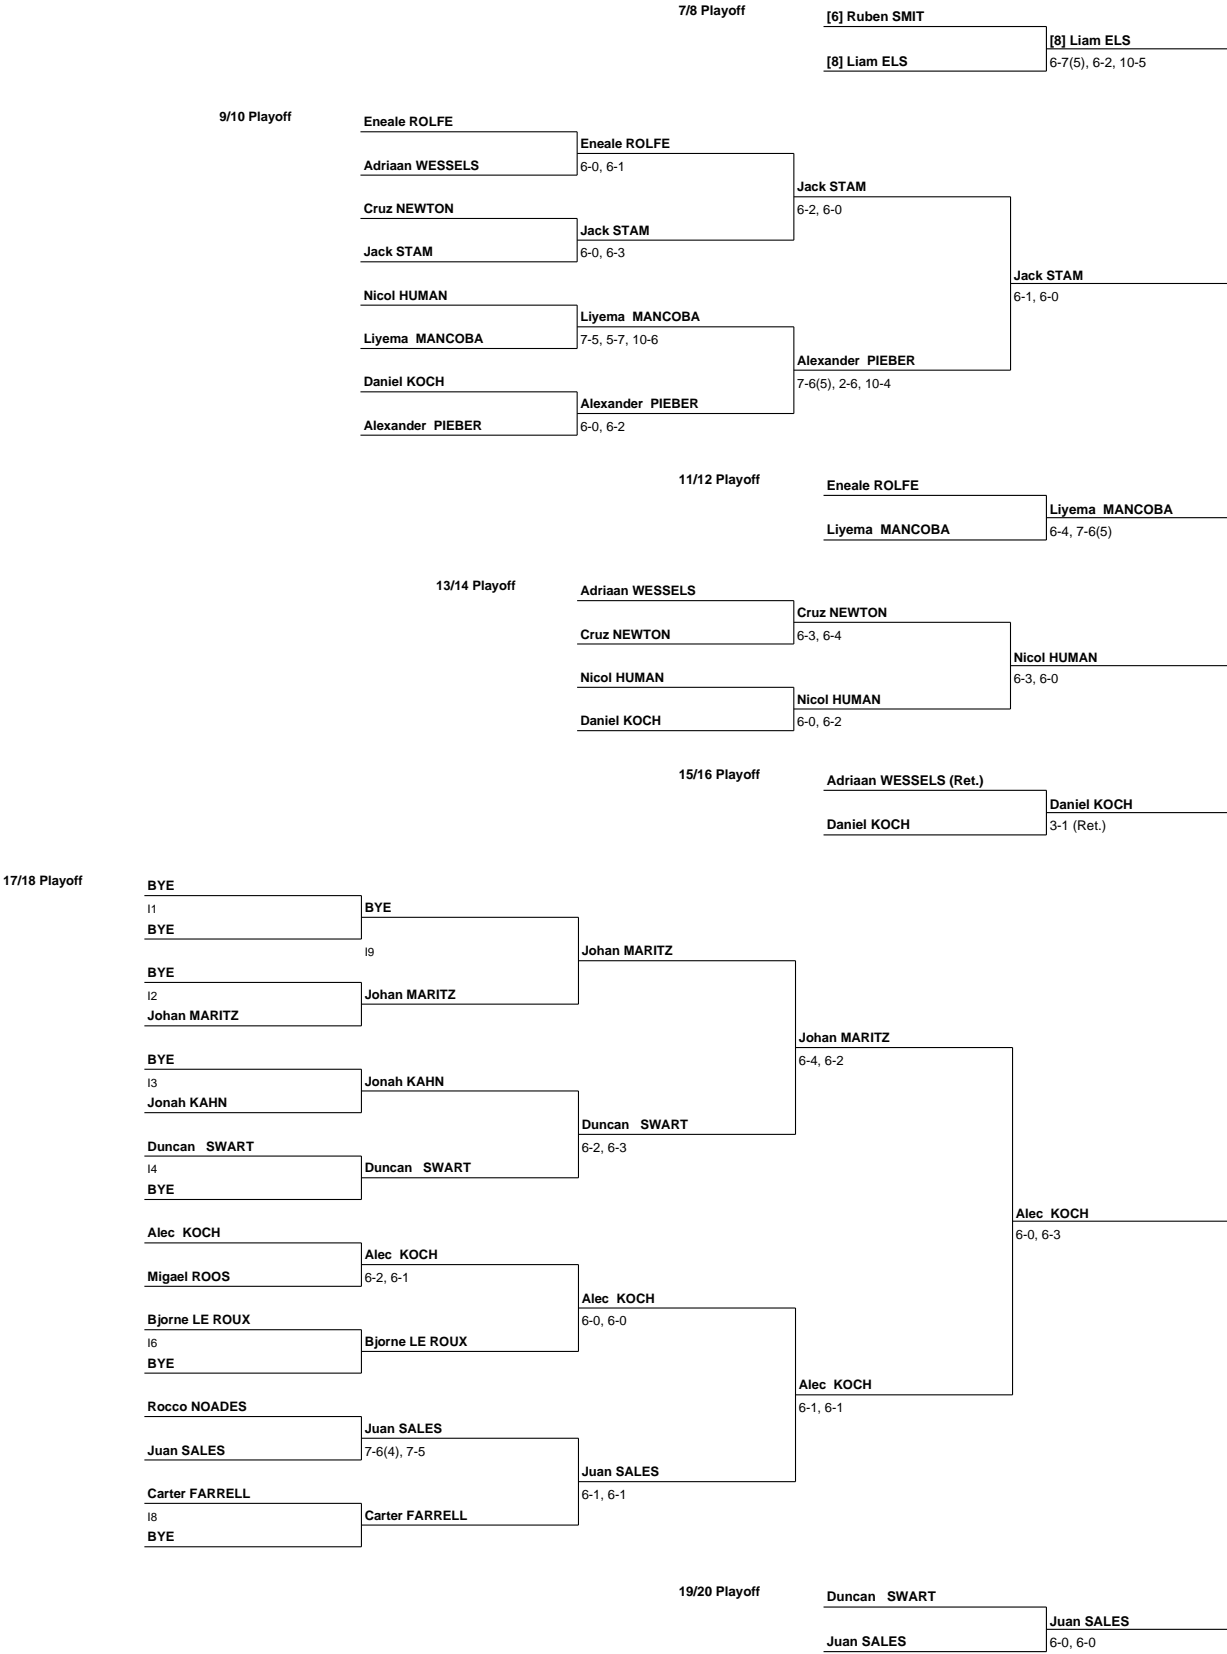 7/8 Playoff
[6] Ruben SMIT
[8] Liam ELS
[8] Liam ELS
6-7(5), 6-2, 10-5
9/10 Playoff
Eneale ROLFE
Eneale ROLFE
Adriaan WESSELS
6-0, 6-1
Jack STAM
Cruz NEWTON
6-2, 6-0
Jack STAM
Jack STAM
6-0, 6-3
Jack STAM
Nicol HUMAN
6-1, 6-0
Liyema MANCOBA
Liyema MANCOBA
7-5, 5-7, 10-6
Alexander PIEBER
Daniel KOCH
7-6(5), 2-6, 10-4
Alexander PIEBER
Alexander PIEBER
6-0, 6-2
11/12 Playoff
Eneale ROLFE
Liyema MANCOBA
Liyema MANCOBA
6-4, 7-6(5)
13/14 Playoff
Adriaan WESSELS
Cruz NEWTON
Cruz NEWTON
6-3, 6-4
Nicol HUMAN
Nicol HUMAN
6-3, 6-0
Nicol HUMAN
Daniel KOCH
6-0, 6-2
15/16 Playoff
Adriaan WESSELS (Ret.)
Daniel KOCH
Daniel KOCH
3-1 (Ret.)
17/18 Playoff
BYE
I1
BYE
BYE
I9
Johan MARITZ
BYE
I2
Johan MARITZ
Johan MARITZ
Johan MARITZ
6-4, 6-2
BYE
I3
Jonah KAHN
Jonah KAHN
Duncan SWART
6-2, 6-3
Duncan SWART
I4
Duncan SWART
BYE
Alec KOCH
6-0, 6-3
Alec KOCH
Alec KOCH
Migael ROOS
6-2, 6-1
Alec KOCH
6-0, 6-0
Bjorne LE ROUX
I6
Bjorne LE ROUX
BYE
Alec KOCH
6-1, 6-1
Rocco NOADES
Juan SALES
Juan SALES
7-6(4), 7-5
Juan SALES
6-1, 6-1
Carter FARRELL
I8
Carter FARRELL
BYE
19/20 Playoff
Duncan SWART
Juan SALES
Juan SALES
6-0, 6-0